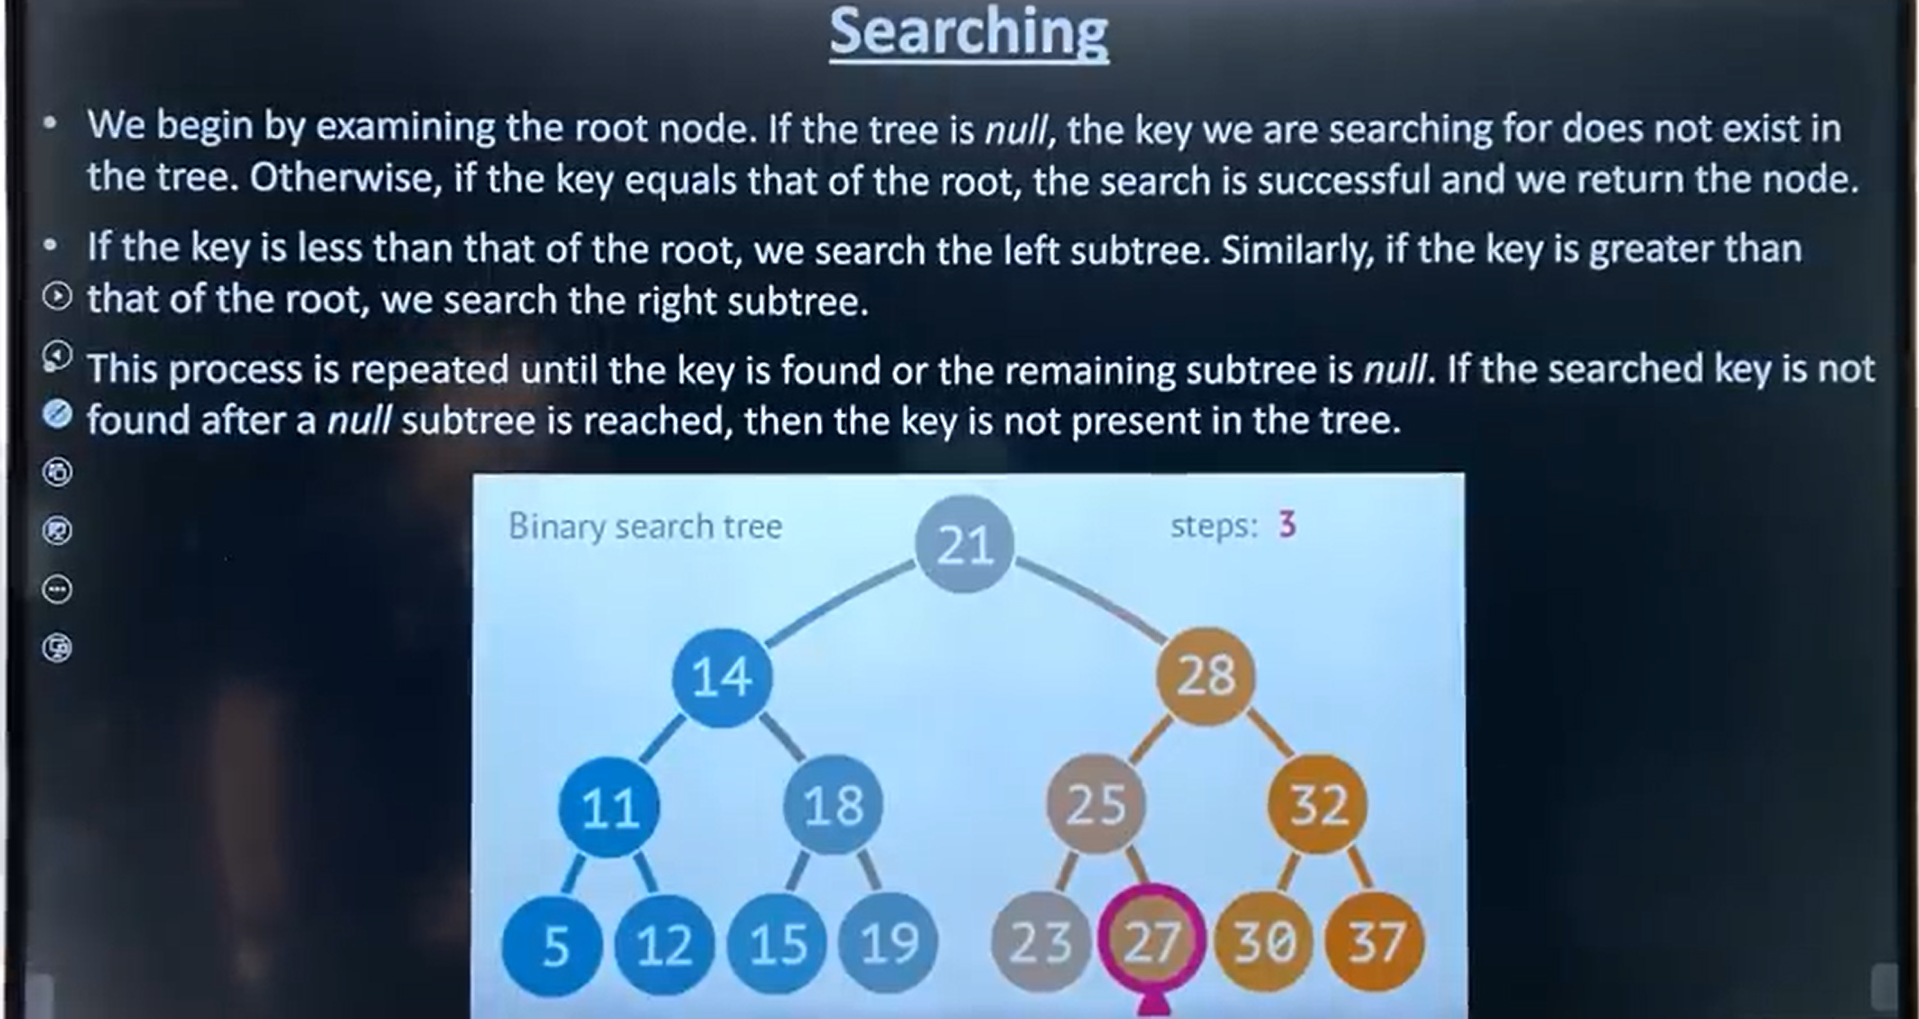 Searching
• We begin by examining the root node. If the tree is null, the key we are searching for does not exist in
the tree. Otherwise, if the key equals that of the root, the search is successful and we return the node.
• If the key is less than that of the root, we search the left subtree. Similarly, if the key is greater than
that of the root, we search the right subtree.
This process is repeated until the key is found or the remaining subtree is null. If the searched key is not
found after a null subtree is reached, then the key is not present in the tree.
Binary search tree
steps: 3
21
14 28
11 18 25 32
5 12 15 19 23 27 30 37